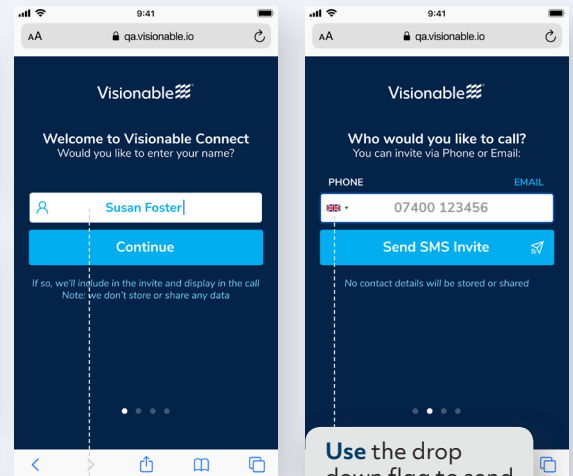 9:41
AA qa.visionable.io
Visionable
Welcome to Visionable Connect
Would you like to enter your name?
Susan Foster
Continue
If so, we'll include in the invite and display in the call
Note: we don't store or share any data
9:41
AA qa.visionable.io
Visionable
Who would you like to call?
You can invite via Phone or Email:
PHONE EMAIL
07400 123456
Send SMS Invite
No contact details will be stored or shared
Use the drop
down flag to send